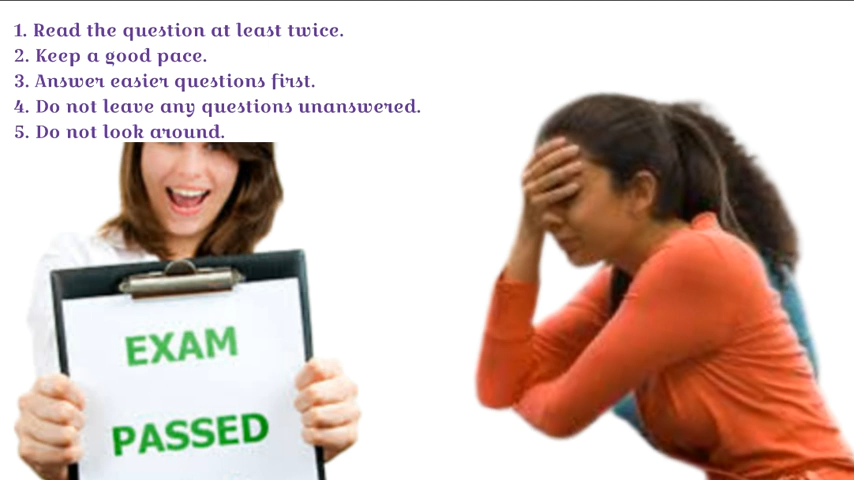 1. Read the question at least twice.
2. Keep a good pace.
3. Answer easier questions first.
4. Do not leave any questions unanswered.
5. Do not look around.
EXAM
PASSED